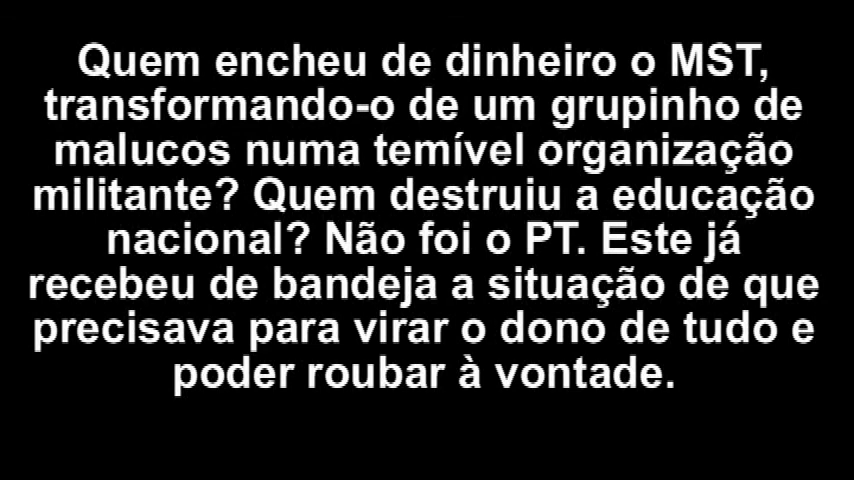 Quem encheu de dinheiro o MST,
transformando-o de um grupinho de
malucos numa temível organização
militante? Quem destruiu a educação
nacional? Não foi o PT. Este já
recebeu de bandeja a situação de que
precisava para virar o dono de tudo e
poder roubar à vontade.